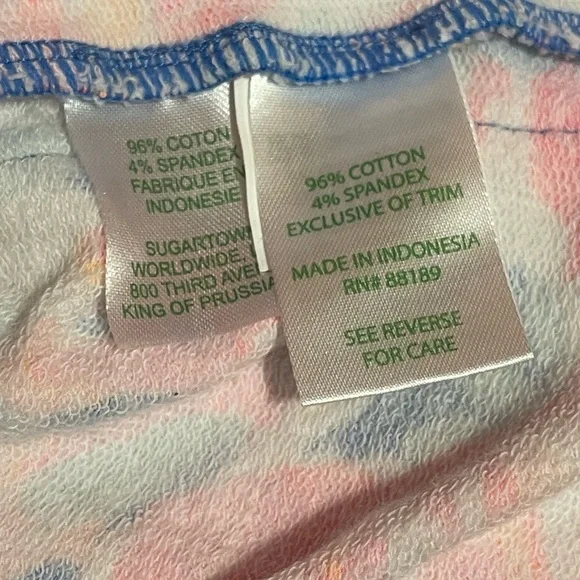 96% COTON
4% SPANDEX
FABRIQUE EN
INDONESIE
SUGARTOWN
WORLDWIDE,
800 THIRD AVE
KING OF PRUSSIA
96% COTTON
4% SPANDEX
EXCLUSIVE OF TRIM
MADE IN INDONESIA
RN# 88189
SEE REVERSE
FOR CARE